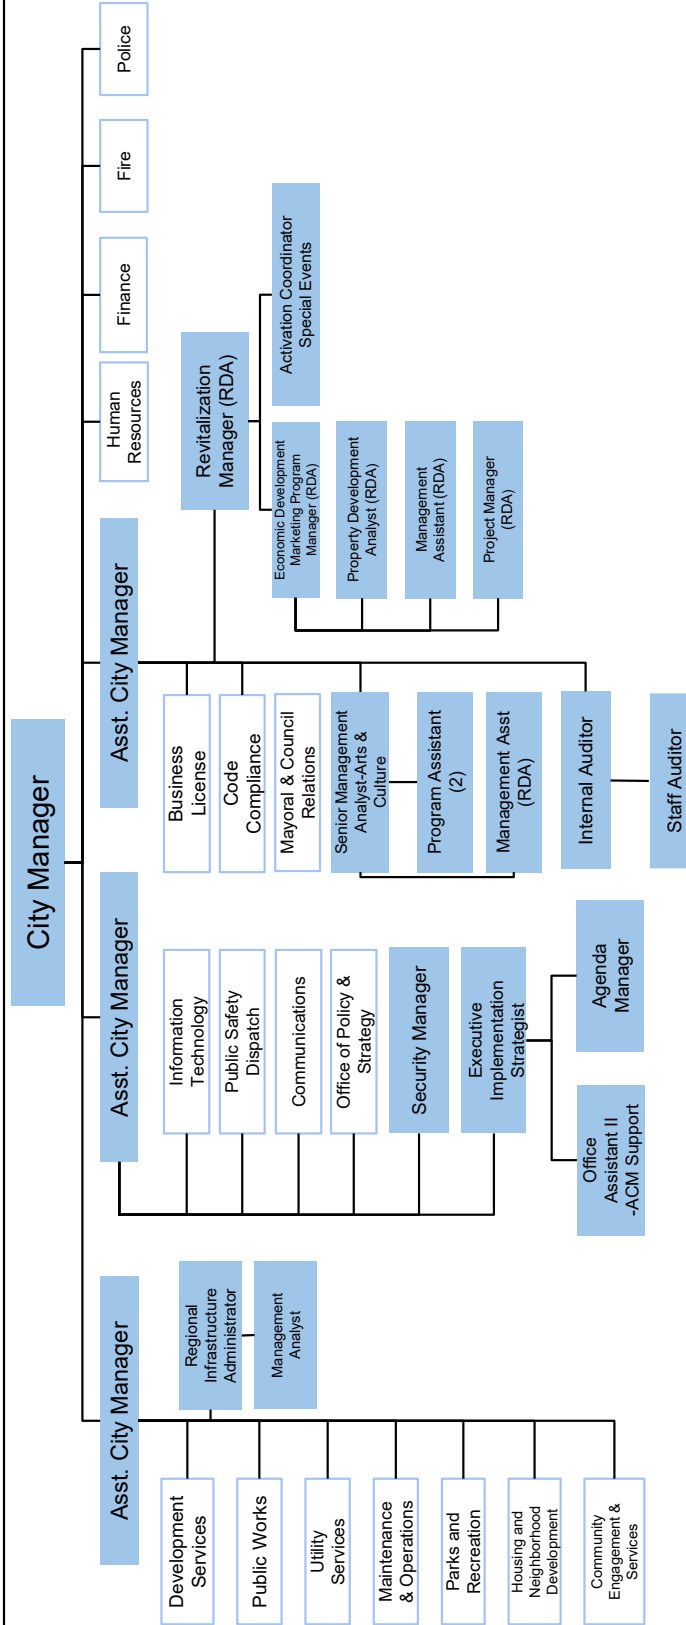 City Manager
Asst. City Manager
Asst. City Manager
Asst. City Manager
Human
Resources
Finance
Fire
Police
Development
Services
Public Works
Utility
Services
Maintenance
& Operations
Parks and
Recreation
Housing and
Neighborhood
Development
Community
Engagement &
Services
Regional
Infrastructure
Administrator
Management
Analyst
Information
Technology
Public Safety
Dispatch
Communications
Office of Policy &
Strategy
Security Manager
Executive
Implementation
Strategist
Office
Assistant II
-ACM Support
Agenda
Manager
Business
License
Code
Compliance
Mayoral & Council
Relations
Senior Management
Analyst-Arts &
Culture
Program Assistant
(2)
Management Asst
(RDA)
Internal Auditor
Staff Auditor
Revitalization
Manager (RDA)
Economic Development
Marketing Program
Manager (RDA)
Property Development
Analyst (RDA)
Management
Assistant (RDA)
Project Manager
(RDA)
Activation Coordinator
Special Events